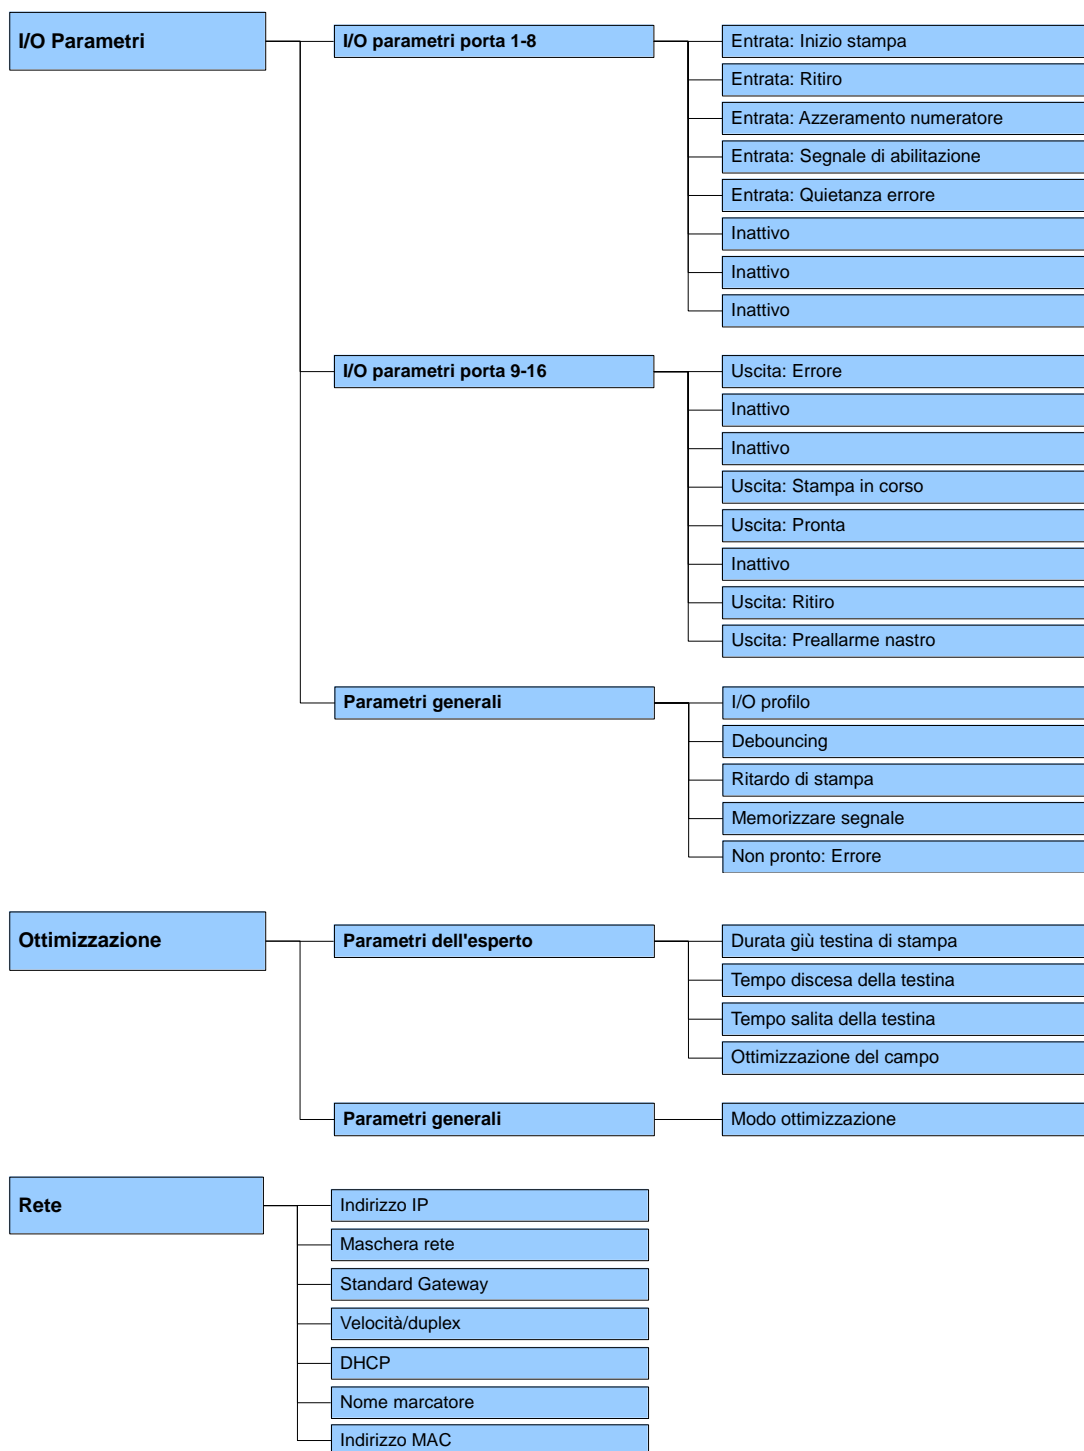 I/O Parametri
I/O parametri porta 1-8
Entrata: Inizio stampa
Entrata: Ritiro
Entrata: Azzeramento numeratore
Entrata: Segnale di abilitazione
Entrata: Quietanza errore
Inattivo
Inattivo
Inattivo
I/O parametri porta 9-16
Uscita: Errore
Inattivo
Inattivo
Uscita: Stampa in corso
Uscita: Pronta
Inattivo
Uscita: Ritiro
Uscita: Preallarme nastro
Parametri generali
I/O profilo
Debouncing
Ritardo di stampa
Memorizzare segnale
Non pronto: Errore
Ottimizzazione
Parametri dell'esperto
Durata giù testina di stampa
Tempo discesa della testina
Tempo salita della testina
Ottimizzazione del campo
Parametri generali
Modo ottimizzazione
Rete
Indirizzo IP
Maschera rete
Standard Gateway
Velocità/duplex
DHCP
Nome marcatore
Indirizzo MAC